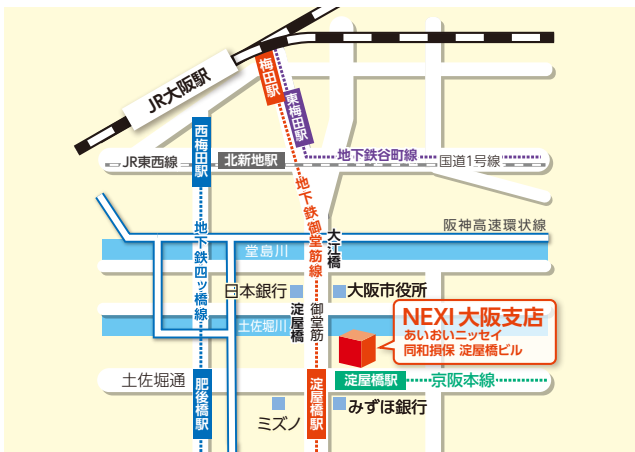 JR大阪駅
梅田駅
東梅田駅
西梅田駅
JR東西線
北新地駅
地下鉄谷町線
国道1号線
地下鉄御堂筋線
地下鉄四ッ橋線
阪神高速環状線
大江橋
堂島川
日本銀行
大阪市役所
淀屋橋
御堂筋
土佐堀川
NEXI 大阪支店
あいおいニッセイ
同和損保 淀屋橋ビル
土佐堀通
肥後橋駅
淀屋橋駅
淀屋橋駅
京阪本線
ミズノ
みずほ銀行